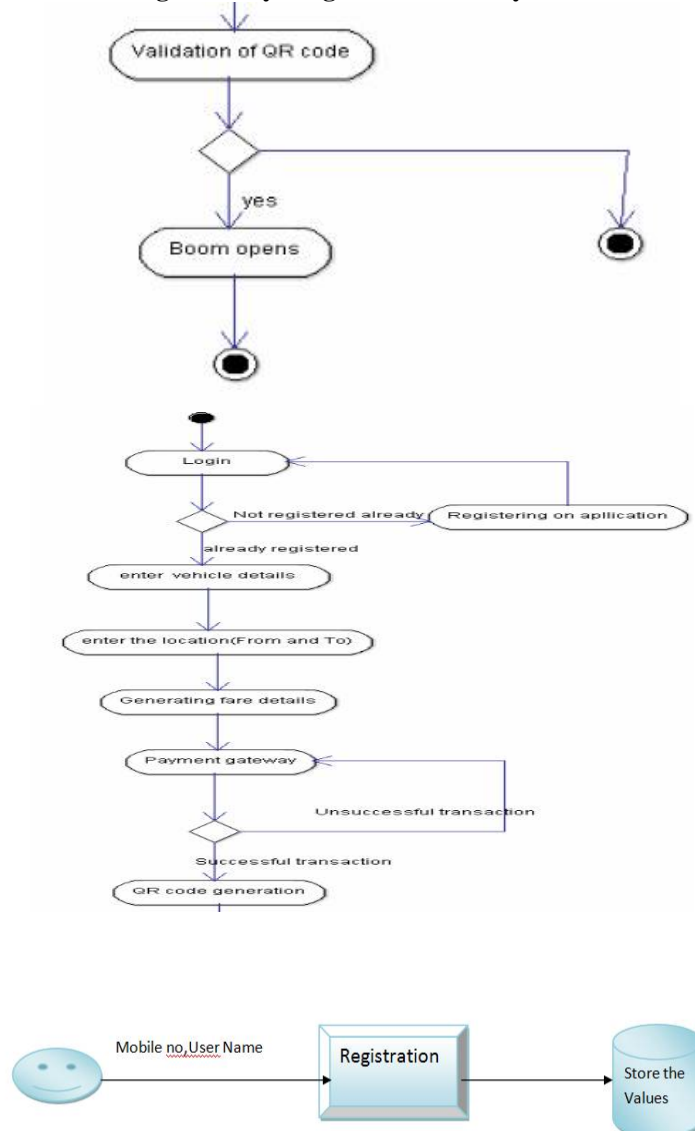 Validation of QR code
yes
Boom opens
Login
Not registered already
Registering on apllication
already registered
enter vehicle details
enter the location(From and To)
Generating fare details
Payment gateway
Unsuccessful transaction
Successful transaction
QR code generation
Mobile no,User Name
Registration
Store the
Values